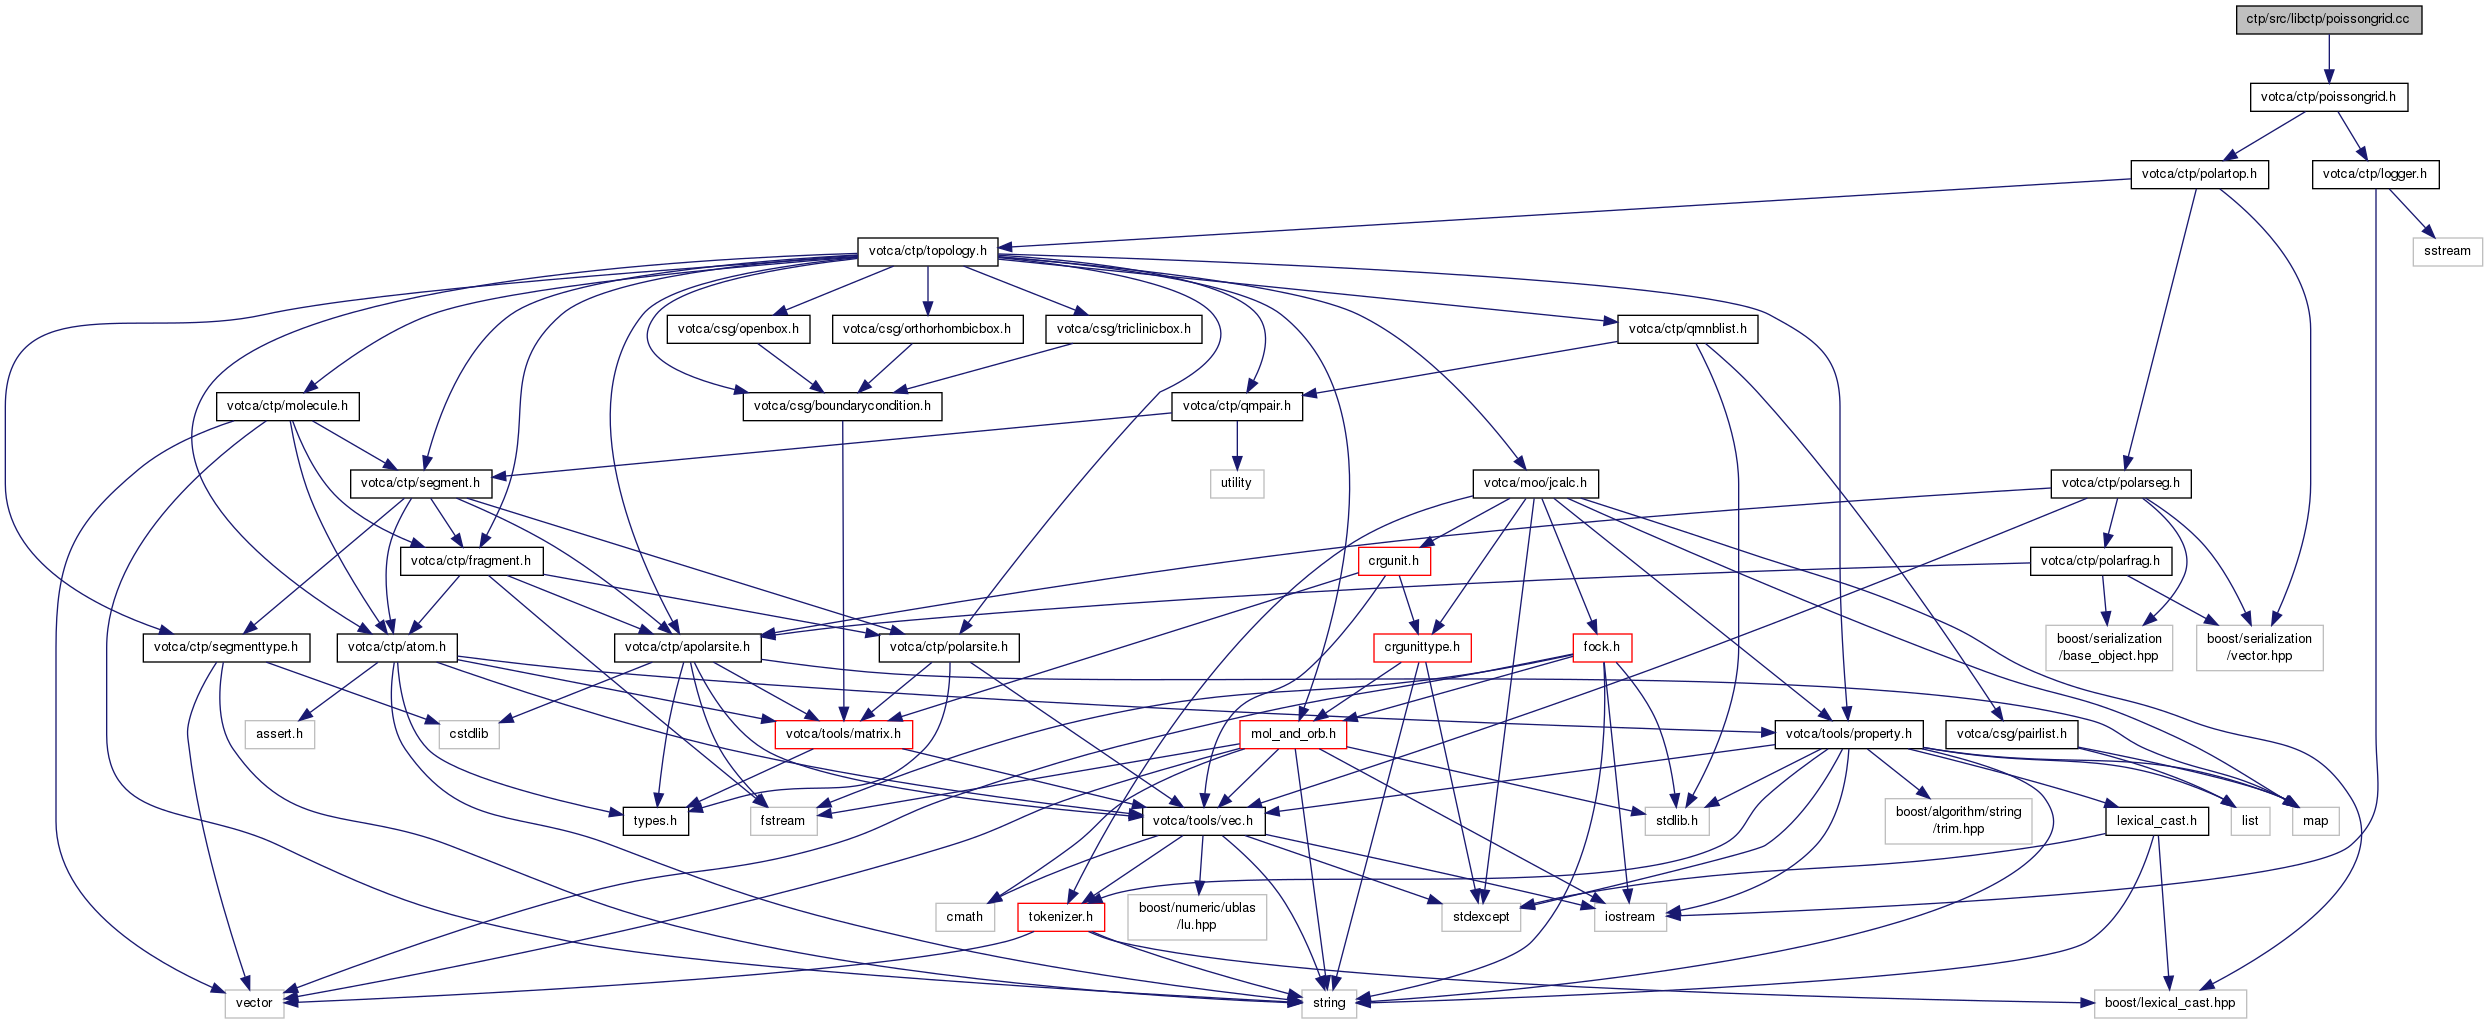 ctp/src/libctp/poissongrid.cc
votca/ctp/poissongrid.h
votca/ctp/polartop.h
votca/ctp/logger.h
votca/ctp/topology.h
sstream
votca/csg/openbox.h
votca/csg/orthorhombicbox.h
votca/csg/triclinicbox.h
votca/ctp/qmnblist.h
votca/ctp/molecule.h
votca/csg/boundarycondition.h
votca/ctp/qmpair.h
votca/ctp/segment.h
utility
votca/moo/jcalc.h
votca/ctp/polarseg.h
votca/ctp/fragment.h
crgunit.h
votca/ctp/polarfrag.h
votca/ctp/segmenttype.h
votca/ctp/atom.h
votca/ctp/apolarsite.h
votca/ctp/polarsite.h
crgunittype.h
fock.h
boost/serialization
/base_object.hpp
boost/serialization
/vector.hpp
assert.h
cstdlib
votca/tools/matrix.h
mol_and_orb.h
votca/tools/property.h
votca/csg/pairlist.h
types.h
fstream
votca/tools/vec.h
stdlib.h
boost/algorithm/string
/trim.hpp
lexical_cast.h
list
map
cmath
tokenizer.h
boost/numeric/ublas
/lu.hpp
stdexcept
iostream
vector
string
boost/lexical_cast.hpp